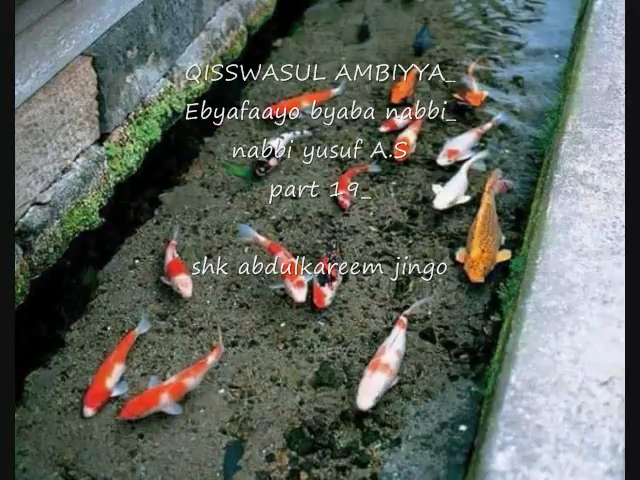 QISSWASUL AMBIYYA_
Ebyafaayo byaba nabbi_
nabbi yusuf A.S
part 19_
shk abdulkareem jingo